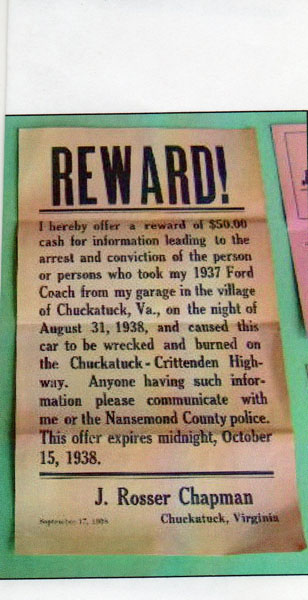 REWARD!
I hereby offer a reward of $50.00
cash for information leading to the
arrest and conviction of the person
or persons who took my 1937 Ford
Coach from my garage in the village
of Chuckatuck, Va., on the night of
August 31, 1938, and caused this
car to be wrecked and burned on
the Chuckatuck-Crittenden High-
way. Anyone having such infor-
mation please communicate with
me or the Nansemond County police.
This offer expires midnight, October
15, 1938.
J. Rosser Chapman
September 17, 1938
Chuckatuck, Virginia